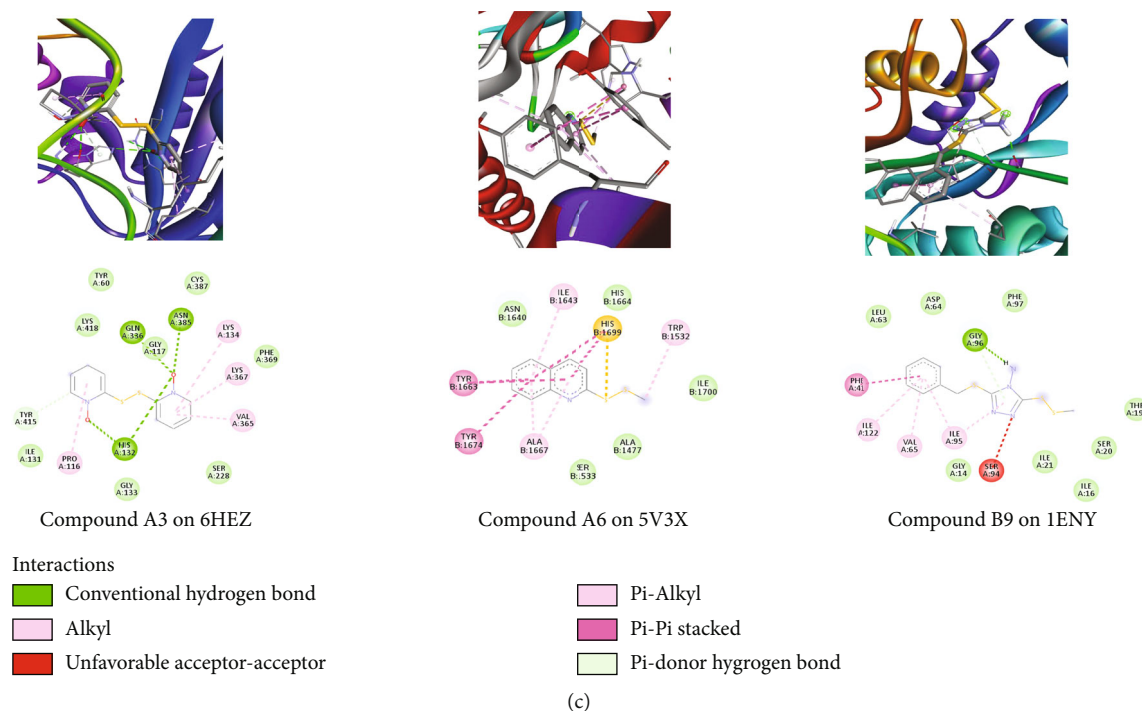 TYR
A:60
CYS
A:387
ASN
A:385
LYS
A:418
GLN
A:336
GLY
A:117
LYS
A:134
PHE
A:369
LYS
A:367
TYR
A:415
VAL
A:365
ILE
A:131
PRO
A:116
HIS
A:132
SER
A:228
GLY
A:133
H
Compound A3 on 6HEZ
ILE
B:1643
HIS
B:1664
ASN
B:1640
HIS
B:1699
TRP
B:1532
TYR
B:1663
ILE
B:1700
TYR
B:1674
ALA
B:1667
ALA
B:1477
B:.533
N
S
Compound A6 on 5V3X
ASP
A:64
PHE
A:97
LEU
A:63
GLY
A:96
A:41
ILE
A:122
VAL
A:65
ILE
A:95
SER
A:20
GLY
A:14
SER
A:94
ILE
A:21
ILE
A:16
Compound B9 on 1ENY
Interactions
Conventional hydrogen bond
Alkyl
Unfavorable acceptor-acceptor
Pi-Alkyl
Pi-Pi stacked
Pi-donor hygrogen bond
(c)